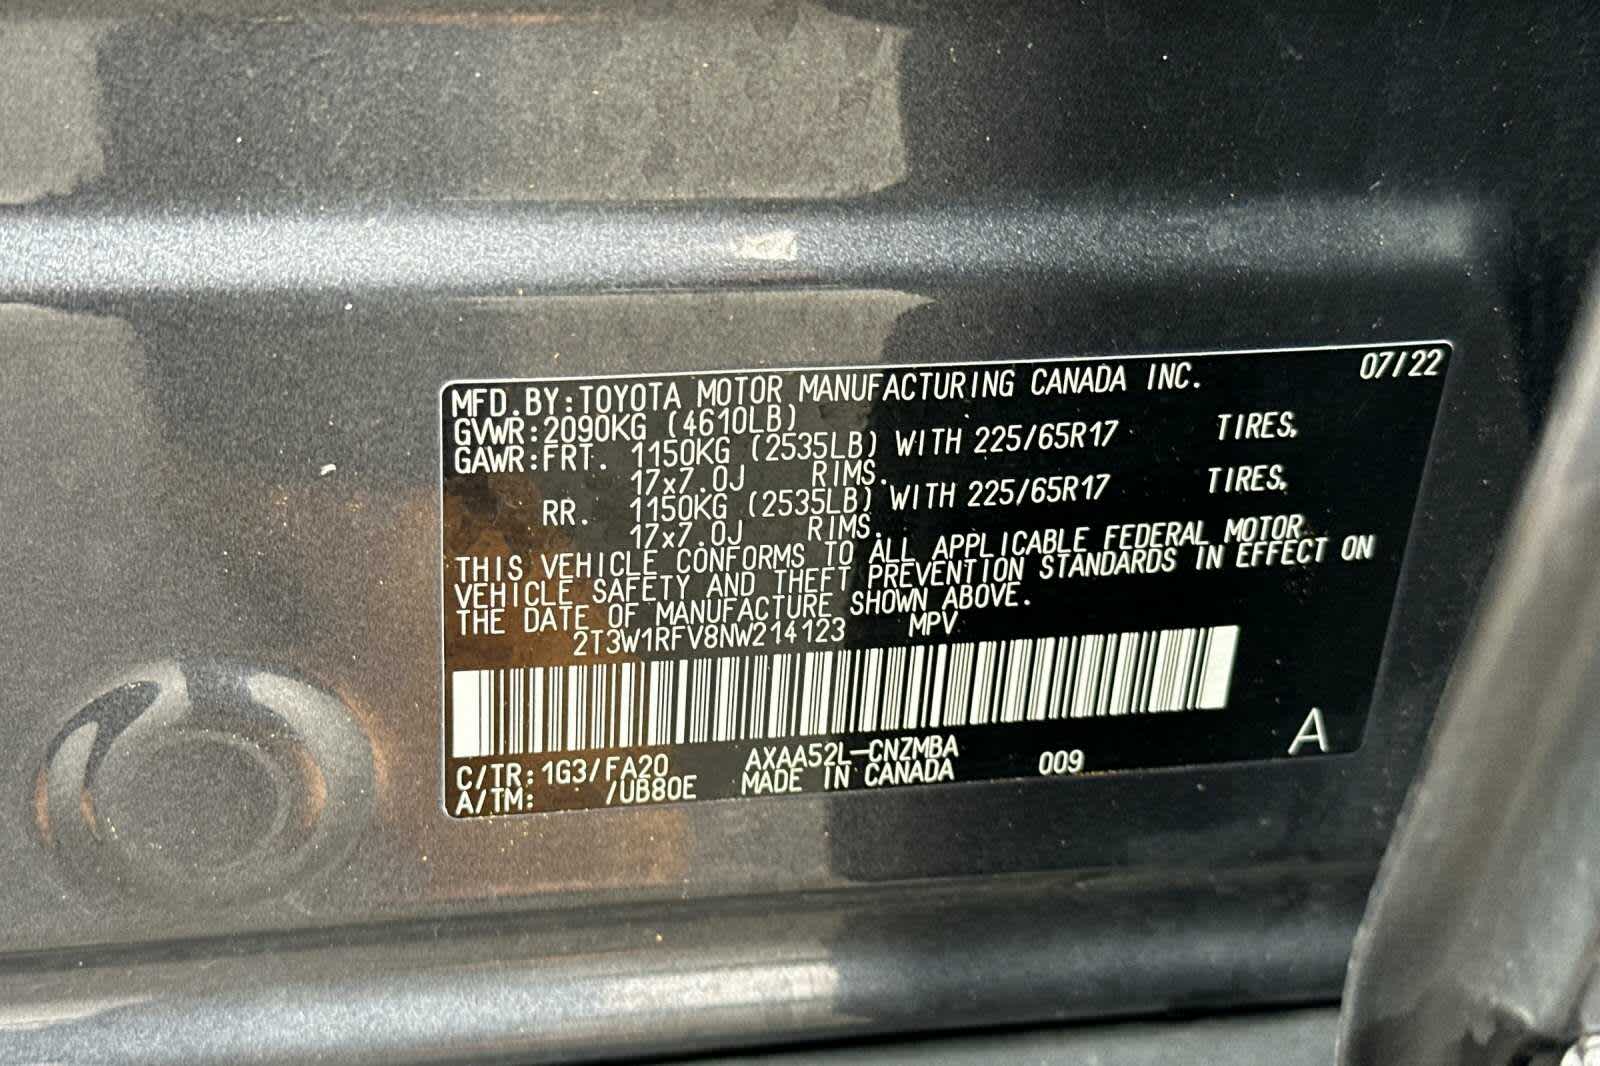 07/22
MFD.BY:TOYOTA MOTOR MANUFACTURING CANADA INC.
GVWR:2090KG (4610LB)
GAWR:FRT. 1150KG (2535LB) WITH 225/65R17 TIRES,
17x7.0J RIMS.
RR. 1150KG (2535LB) WITH 225/65R17 TIRES,
17x7.0J RIMS.
THIS VEHICLE CONFORMS TO ALL APPLICABLE FEDERAL MOTOR
VEHICLE SAFETY AND THEFT PREVENTION STANDARDS IN EFFECT ON
THE DATE OF MANUFACTURE SHOWN ABOVE.
2T3W1RFV8NW214123 MPV
C/TR:1G3/FA20 AXAA52L-CNZMBA
A/TM: /UB80E MADE IN CANADA 009 A